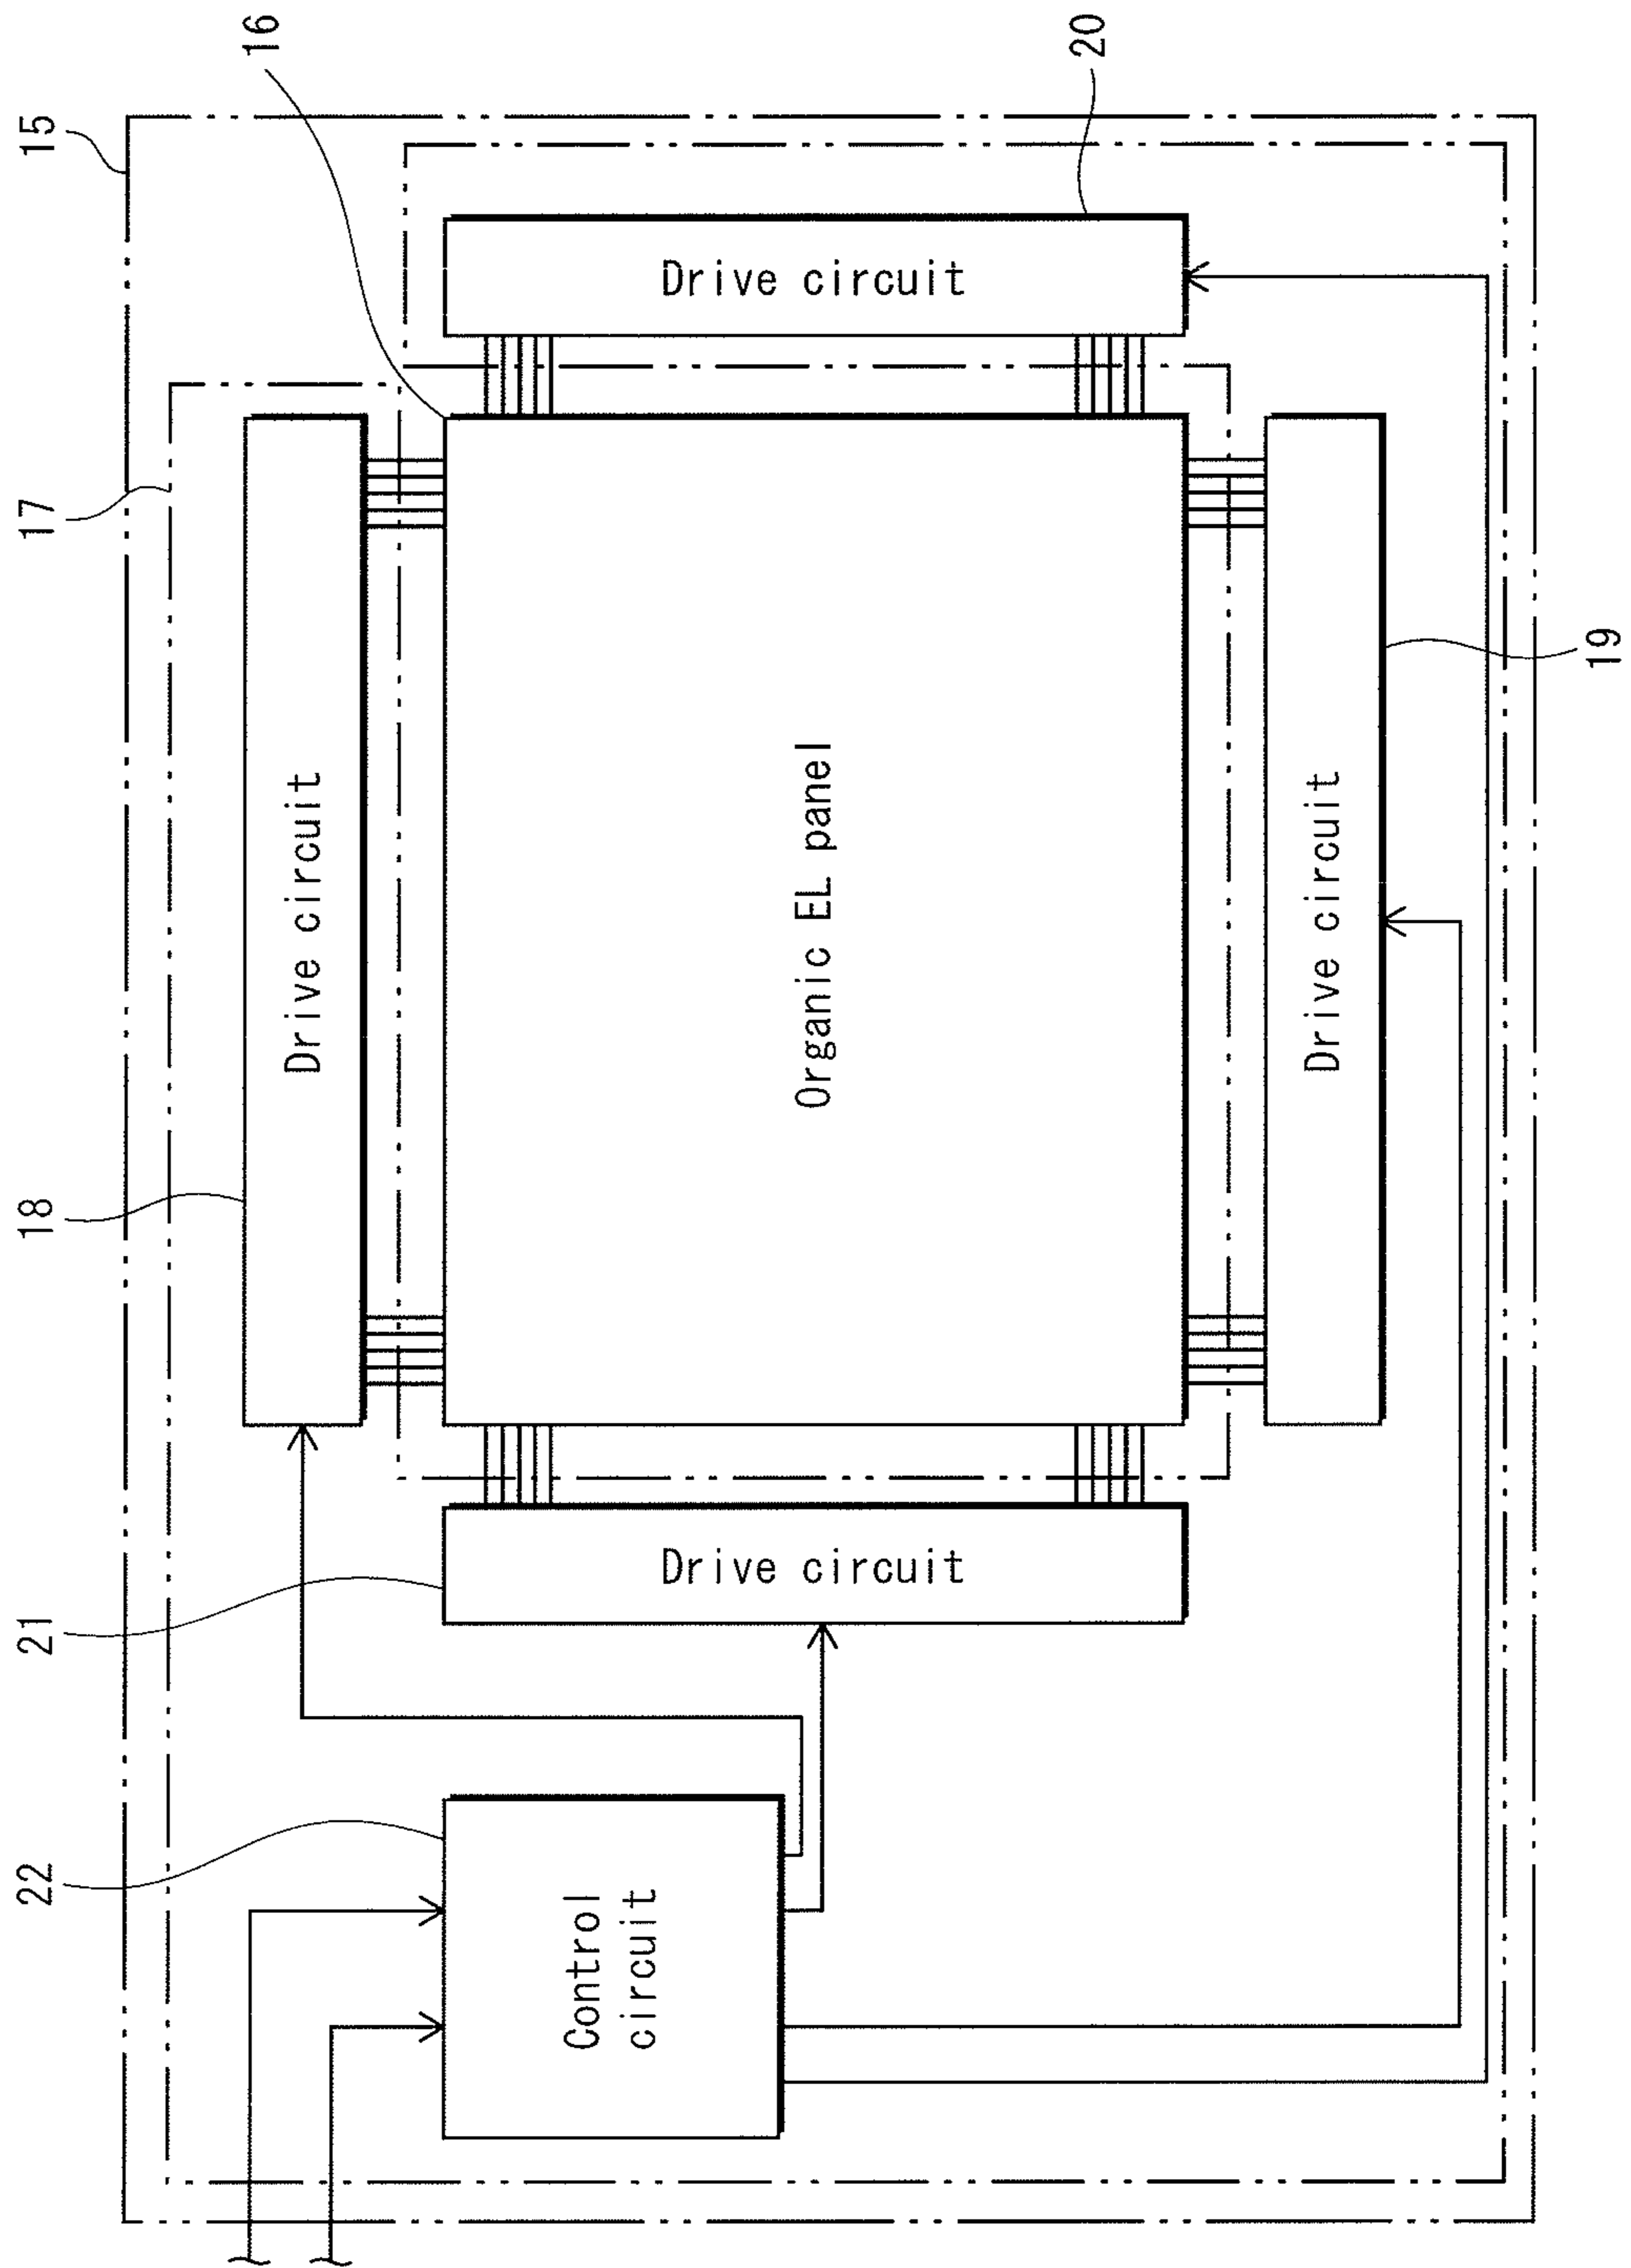 15
16
17
18
20
Drive circuit
Drive circuit
Organic EL panel
Drive circuit
19
21
Drive circuit
22
Control
circuit